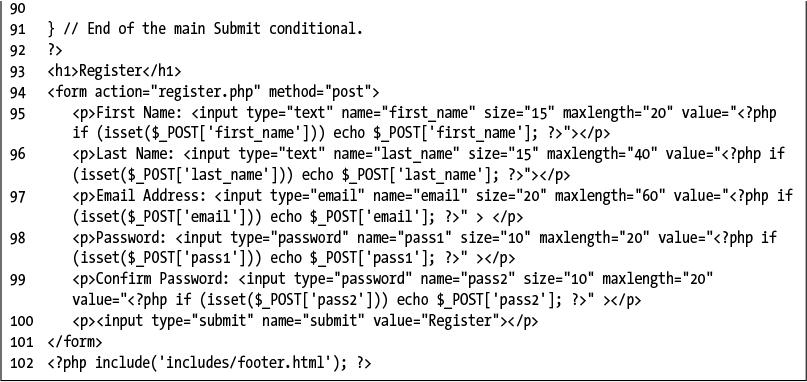 90
91 } // End of the main Submit conditional.
92 ?>
93 <h1>Register</h1>
94 <form action="register.php" method="post">
95 <p>First Name: <input type="text" name="first_name" size="15" maxlength="20" value="<?php
if (isset($_POST['first_name'])) echo $_POST['first_name']; ?>"></p>
96 <p>Last Name: <input type="text" name="last_name" size="15" maxlength="40" value="<?php if
(isset($_POST['last_name'])) echo $_POST['last_name']; ?>"></p>
97 <p>Email Address: <input type="email" name="email" size="20" maxlength="60" value="<?php if
(isset($_POST['email'])) echo $_POST['email']; ?>" > </p>
98 <p>Password: <input type="password" name="pass1" size="10" maxlength="20" value="<?php if
(isset($_POST['pass1'])) echo $_POST['pass1']; ?>" ></p>
99 <p>Confirm Password: <input type="password" name="pass2" size="10" maxlength="20"
value="<?php if (isset($_POST['pass2'])) echo $_POST['pass2']; ?>" ></p>
100 <p><input type="submit" name="submit" value="Register"></p>
101 </form>
102 <?php include('includes/footer.html'); ?>